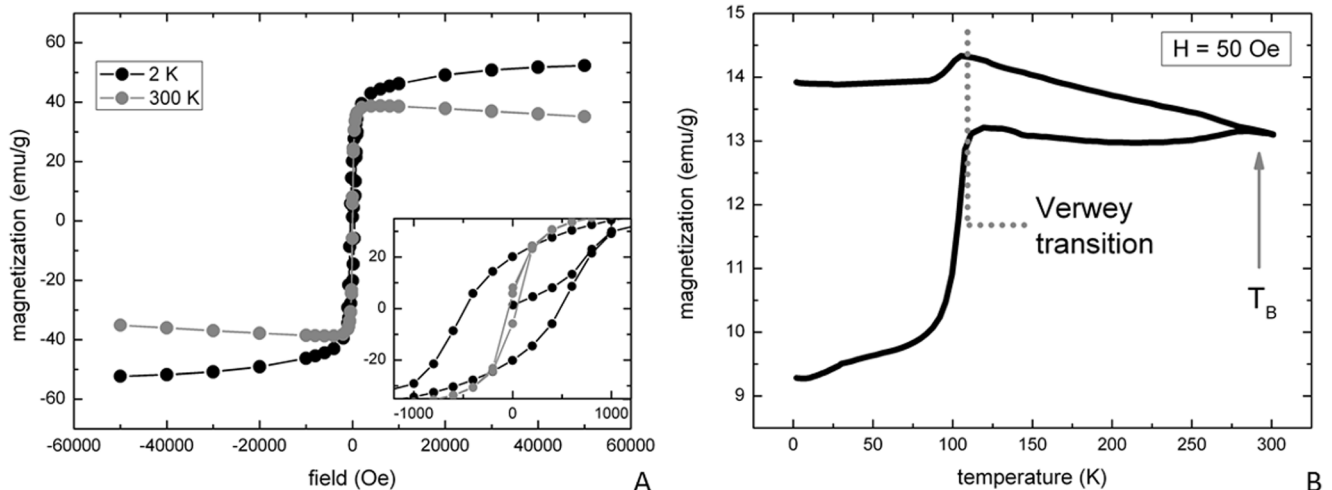 60
40
20
0
-20
-40
-60
magnetization (emu/g)
2 K
300 K
20
0
-20
-1000 0 1000
-60000 -40000 -20000 0 20000 40000 60000
field (Oe)
A
15
14
13
12
11
10
9
magnetization (emu/g)
H = 50 Oe
Verwey
transition
TB
0 50 100 150 200 250 300
temperature (K)
B